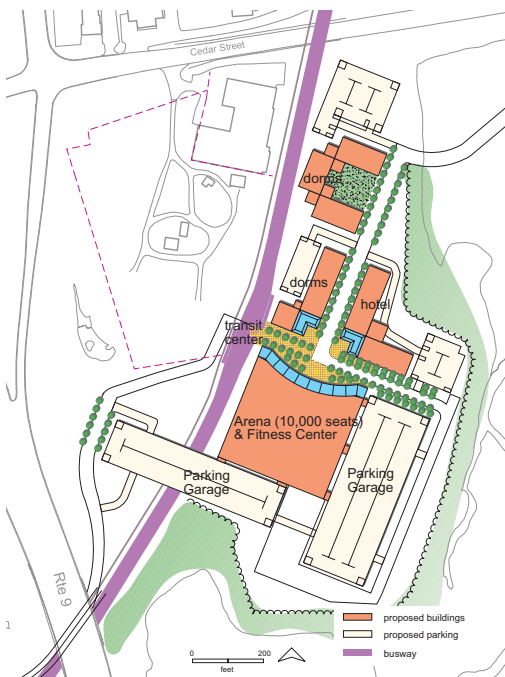 Cedar Street
dorms
dorms
hotel
transit
center
Arena (10,000 seats)
& Fitness Center
Parking
Garage
Parking
Garage
Rte 9
proposed buildings
proposed parking
busway
0 200
feet